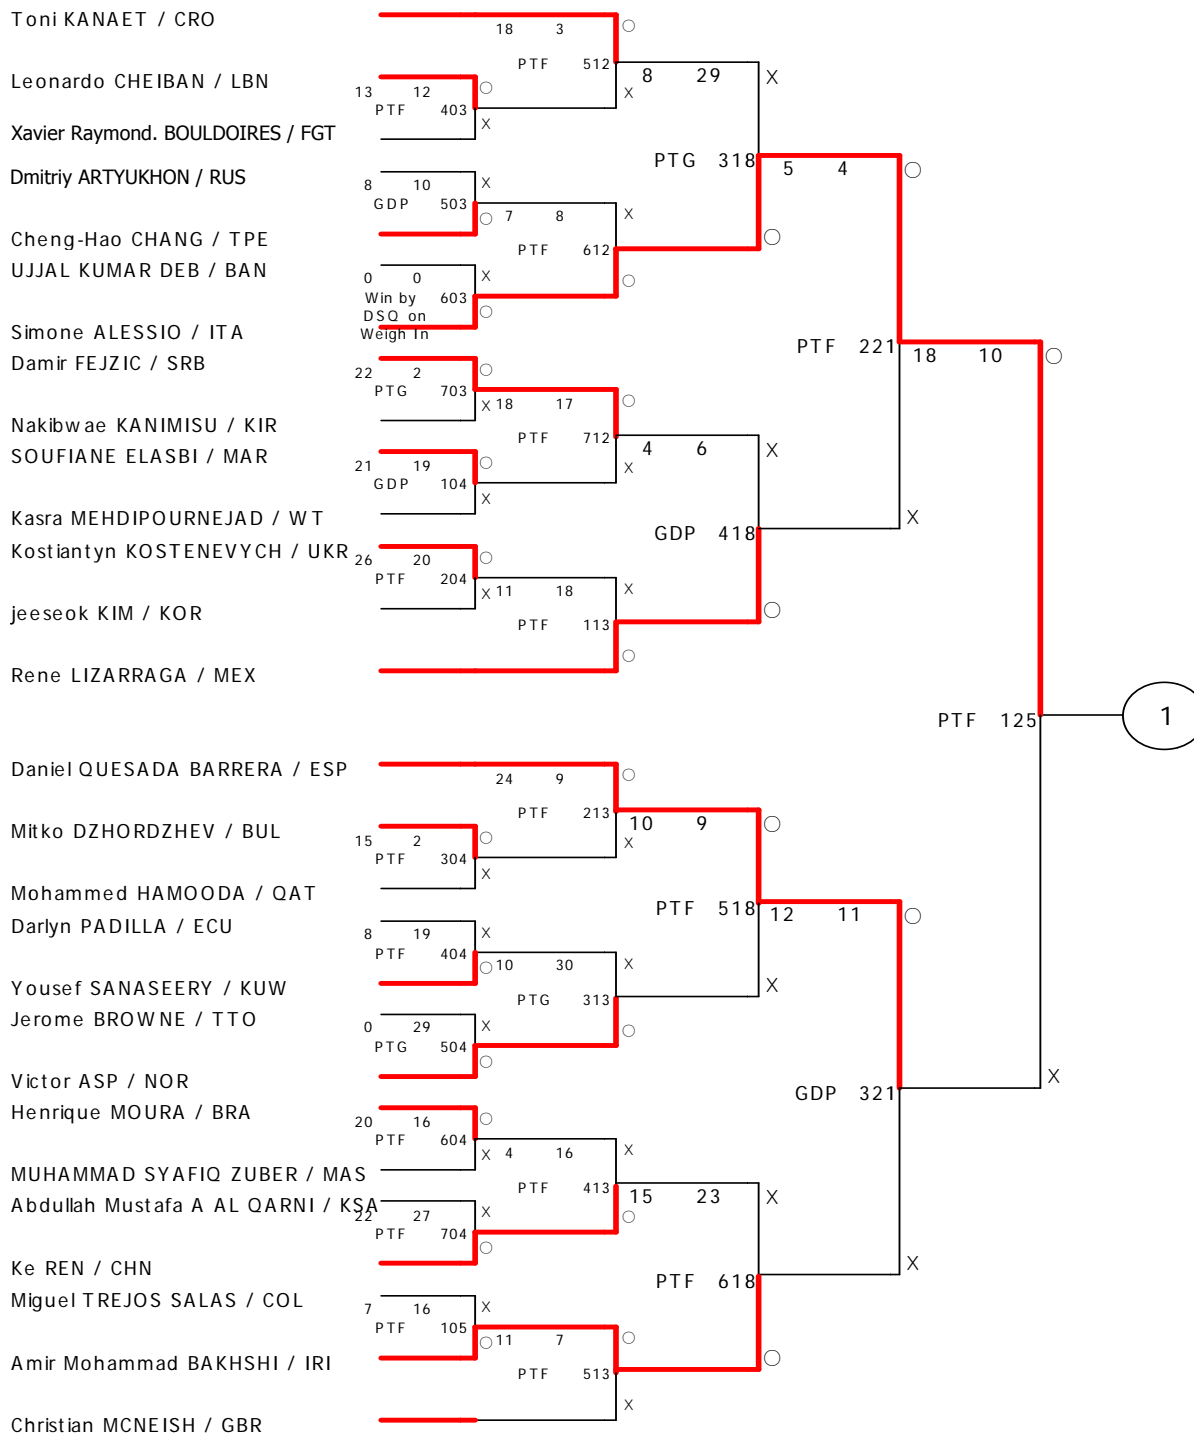 Toni KANAET / CRO
18 3 ○
PTF 512
8 29 X
Leonardo CHEIBAN / LBN
13 12 ○ X
PTF 403
X
Xavier Raymond. BOULDOIRES / FGT
PTG 318
5 4 ○
Dmitriy ARTYUKHON / RUS
8 10 X
GDP 503
○ 7 8 X
Cheng-Hao CHANG / TPE
PTF 612 ○
UJJAL KUMAR DEB / BAN
0 0 X ○
Win by 603
DSQ on ○
Weigh In
Simone ALESSIO / ITA
PTF 221
18 10 ○
Damir FEJZIC / SRB
22 2 ○
PTG 703
X 18 17 ○
Nakibwae KANIMISU / KIR
PTF 712
4 6 X
SOUFIANE ELASBI / MAR
21 19 ○ X
GDP 104
X
Kasra MEHDIPOURNEJAD / WT
X
GDP 418
Kostiantyn KOSTENEVYCH / UKR
26 20 ○
PTF 204
X 11 18 X
jeeseok KIM / KOR
PTF 113 ○
○
Rene LIZARRAGA / MEX
PTF 125
1
Daniel QUESADA BARRERA / ESP
24 9 ○
PTF 213
10 9 ○
Mitko DZHORDZHEV / BUL
15 2 ○ X
PTF 304
X
Mohammed HAMOODA / QAT
PTF 518
12 11 ○
Darlyn PADILLA / ECU
8 19 X
PTF 404
○ 10 30 X
Yousef SANASEERY / KUW
X
PTG 313
Jerome BROWNE / TTO
0 29 X ○
PTG 504
○
Victor ASP / NOR
X
GDP 321
Henrique MOURA / BRA
20 16 ○
PTF 604
X 4 16 X
MUHAMMAD SYAFIQ ZUBER / MAS
PTF 413
15 23 X
Abdullah Mustafa A AL QARNI / KSA
22 27 X ○
PTF 704
○
Ke REN / CHN
X
PTF 618
Miguel TREJOS SALAS / COL
7 16 X
PTF 105
○ 11 7 ○
Amir Mohammad BAKHSHI / IRI
○
PTF 513
X
Christian MCNEISH / GBR